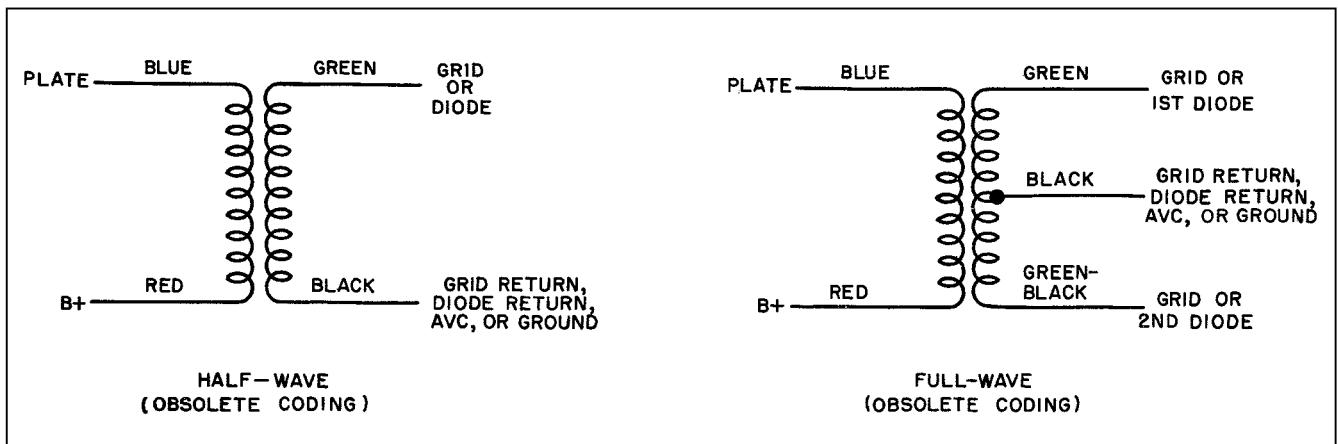 PLATE
BLUE
GREEN
GRID
OR
DIODE
B+
RED
BLACK
GRID RETURN,
DIODE RETURN,
AVC, OR GROUND
HALF-WAVE
(OBSOLETE CODING)
PLATE
BLUE
GREEN
GRID OR
1ST DIODE
BLACK
GRID RETURN,
DIODE RETURN,
AVC, OR GROUND
B+
RED
GREEN-
BLACK
GRID OR
2ND DIODE
FULL-WAVE
(OBSOLETE CODING)